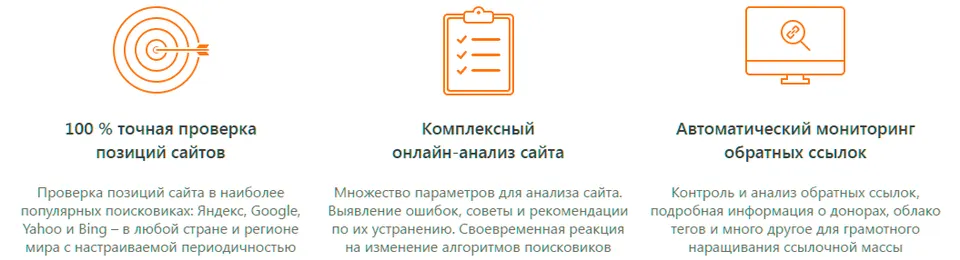 100 % точная проверка
позиций сайтов
Проверка позиций сайта в наиболее
популярных поисковиках: Яндекс, Google,
Yahoo и Bing – в любой стране и регионе
мира с настраиваемой периодичностью
Комплексный
онлайн-анализ сайта
Множество параметров для анализа сайта.
Выявление ошибок, советы и рекомендации
по их устранению. Своевременная реакция
на изменение алгоритмов поисковиков
Автоматический мониторинг
обратных ссылок
Контроль и анализ обратных ссылок,
подробная информация о донорах, облако
тегов и много другое для грамотного
наращивания ссылочной массы